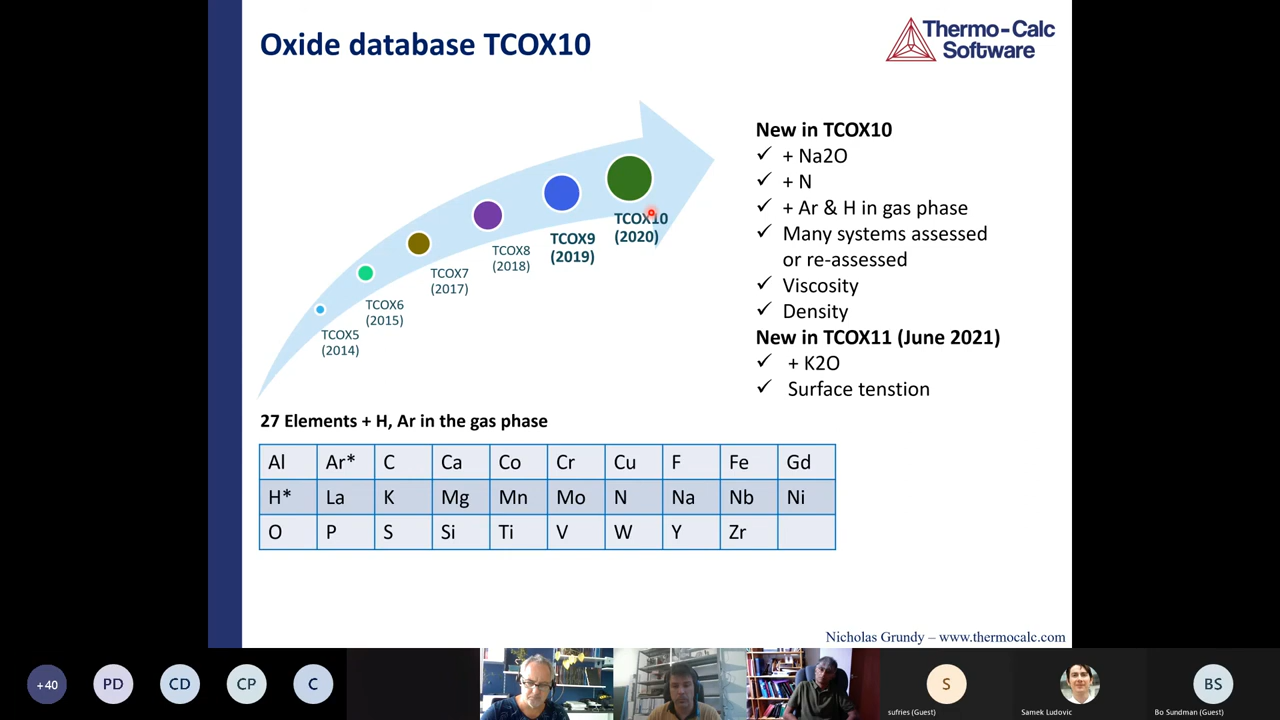 Oxide database TCOX10
Thermo-Calc
Software
New in TCOX10
✓ + Na2O
✓ + N
✓ + Ar & H in gas phase
✓ Many systems assessed
or re-assessed
✓ Viscosity
✓ Density
New in TCOX11 (June 2021)
✓ + K2O
✓ Surface tenstion
TCOX10
(2020)
TCOX9
(2019)
TCOX8
(2018)
TCOX7
(2017)
TCOX6
(2015)
TCOX5
(2014)
27 Elements + H, Ar in the gas phase
Al Ar* C Ca Co Cr Cu F Fe Gd
H* La K Mg Mn Mo N Na Nb Ni
O P S Si Ti V W Y Zr
Nicholas Grundy – www.thermocalc.com
+40 PD CD CP C S BS
sufries (Guest) Samek Ludovic Bo Sundman (Guest)